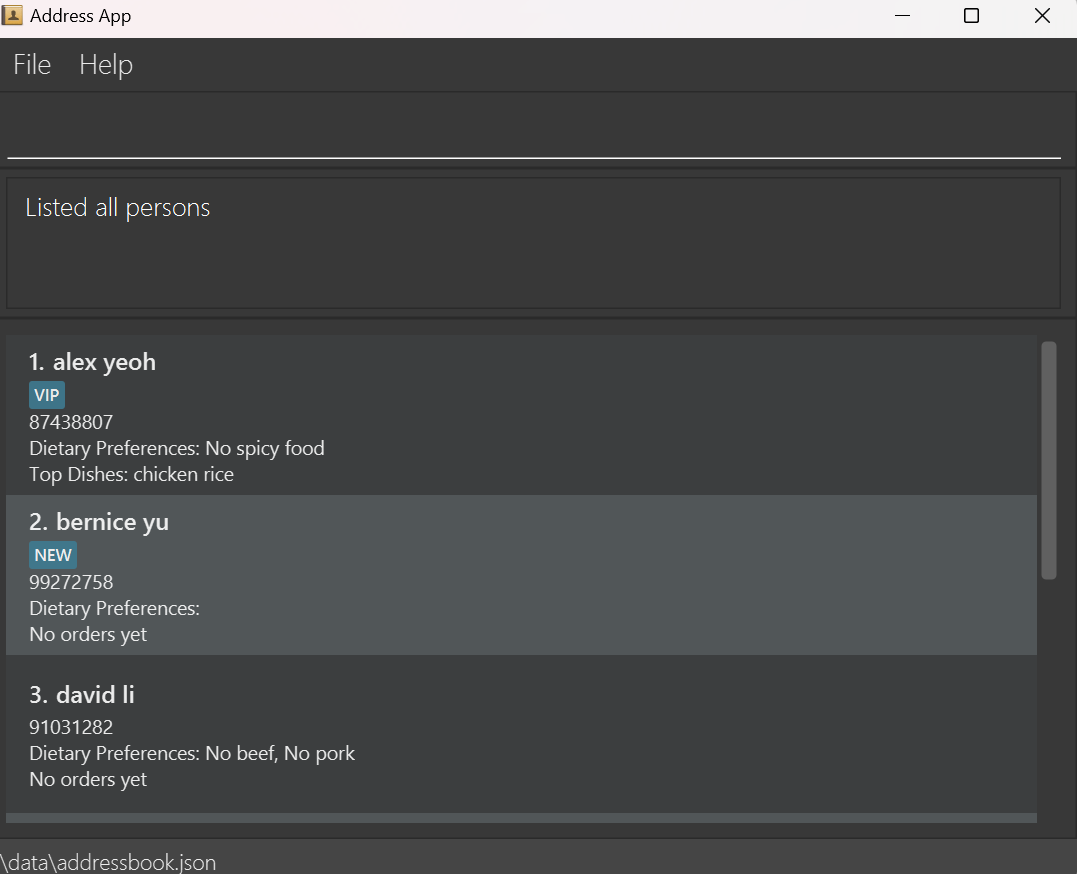 Address App
File Help
Listed all persons
1. alex yeoh
VIP
87438807
Dietary Preferences: No spicy food
Top Dishes: chicken rice
2. bernice yu
NEW
99272758
Dietary Preferences:
No orders yet
3. david li
91031282
Dietary Preferences: No beef, No pork
No orders yet
\data\addressbook.json